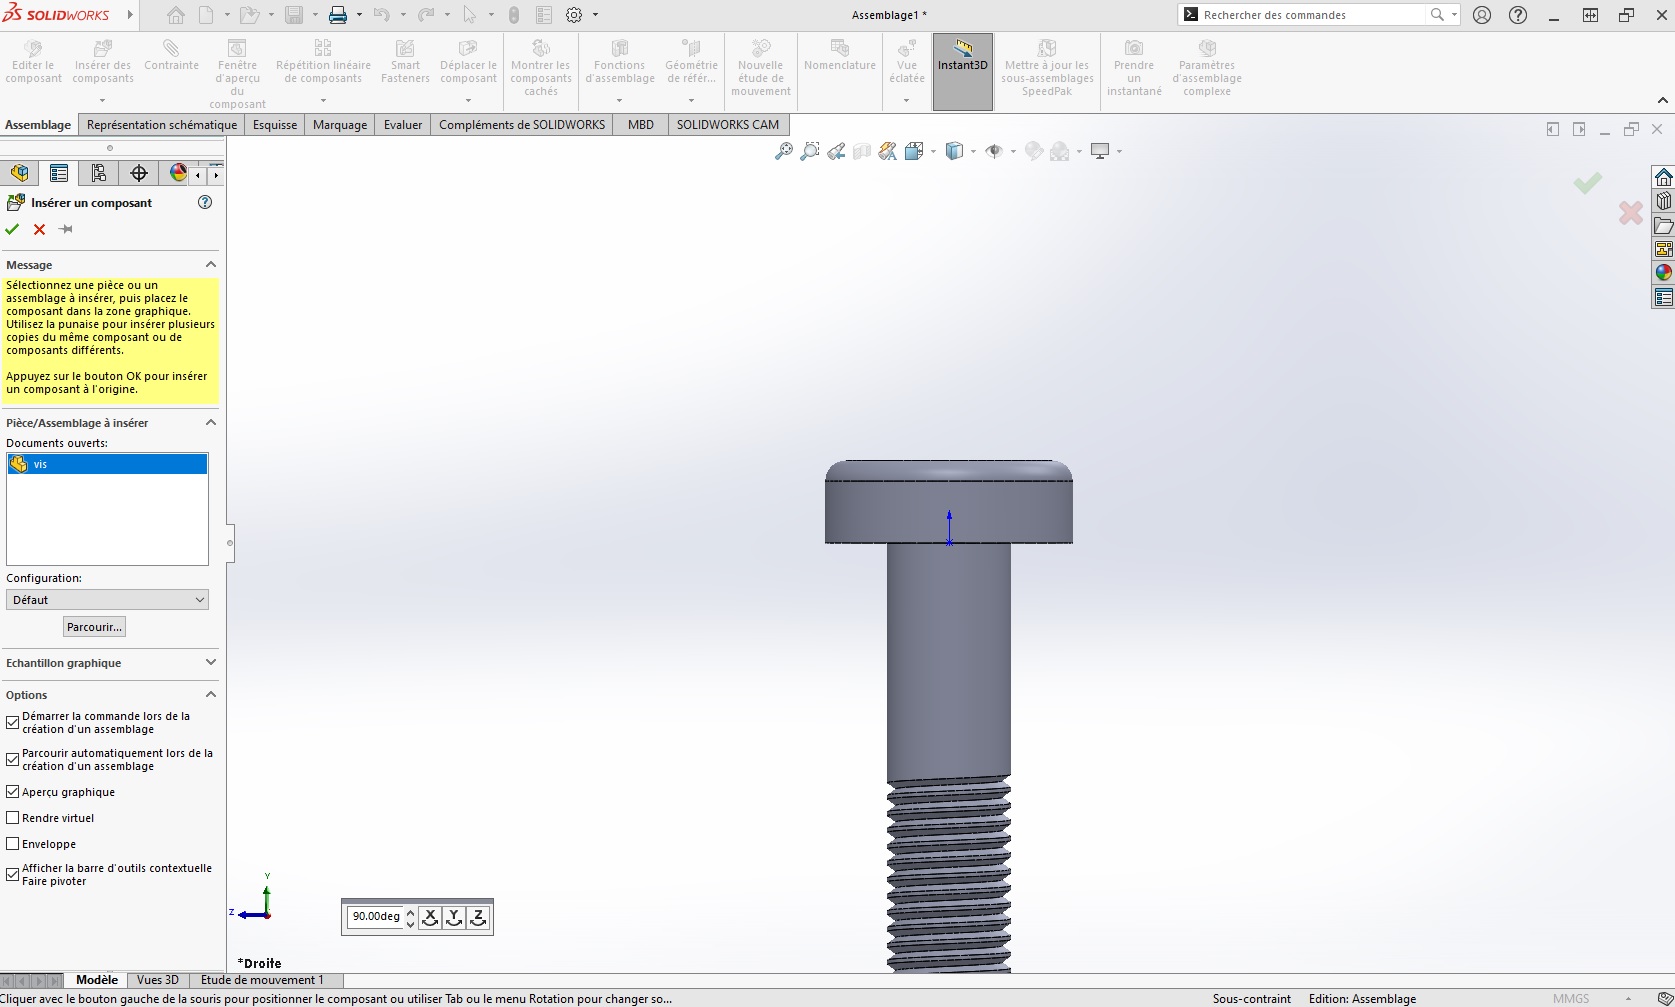 SOLIDWORKS
Assemblage1 *
Rechercher des commandes
Editer le
composant
Insérer des
composants
Contrainte
Fenêtre
d'aperçu
du
composant
Répétition linéaire
de composants
Smart
Fasteners
Déplacer le
composant
Montrer les
composants
cachés
Fonctions
d'assemblage
Géométrie
de référ...
Nouvelle
étude de
mouvement
Nomenclature
Vue
éclatée
Instant3D
Mettre à jour les
sous-assemblages
SpeedPak
Prendre
un
instantané
Paramètres
d'assemblage
complexe
Assemblage
Représentation schématique
Esquisse
Marquage
Evaluer
Compléments de SOLIDWORKS
MBD
SOLIDWORKS CAM
Insérer un composant
Message
Sélectionnez une pièce ou un
assemblage à insérer, puis placez le
composant dans la zone graphique.
Utilisez la punaise pour insérer plusieurs
copies du même composant ou de
composants différents.
Appuyez sur le bouton OK pour insérer
un composant à l'origine.
Pièce/Assemblage à insérer
Documents ouverts:
vis
Configuration:
Défaut
Parcourir...
Echantillon graphique
Options
Démarrer la commande lors de la
création d'un assemblage
Parcourir automatiquement lors de la
création d'un assemblage
Aperçu graphique
Rendre virtuel
Enveloppe
Afficher la barre d'outils contextuelle
Faire pivoter
Y
Z
90.00deg
X
Y
Z
*Droite
Modèle
Vues 3D
Etude de mouvement 1
Cliquer avec le bouton gauche de la souris pour positionner le composant ou utiliser Tab ou le menu Rotation pour changer so...
Sous-contraint
Edition: Assemblage
MMGS